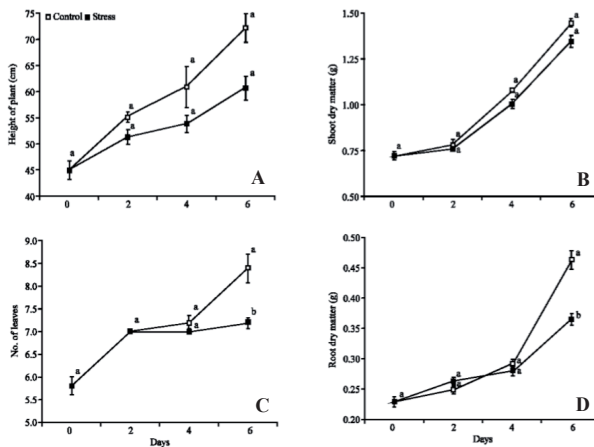 Control Stress
Height of plant (cm)
75
70
65
60
55
50
45
40
a
a
a
a
a
a
a
0 2 4 6
A
Shoot dry matter (g)
1.50
1.25
1.00
0.75
0.50
a
a
a
a
a
a
a
0 2 4 6
B
No. of leaves
9.0
8.5
8.0
7.5
7.0
6.5
6.0
5.5
5.0
a
a
a
a
a
b
0 2 4 6
Days
C
Root dry matter (g)
0.50
0.45
0.40
0.35
0.30
0.25
0.20
a
a
a
a
a
a
b
0 2 4 6
Days
D